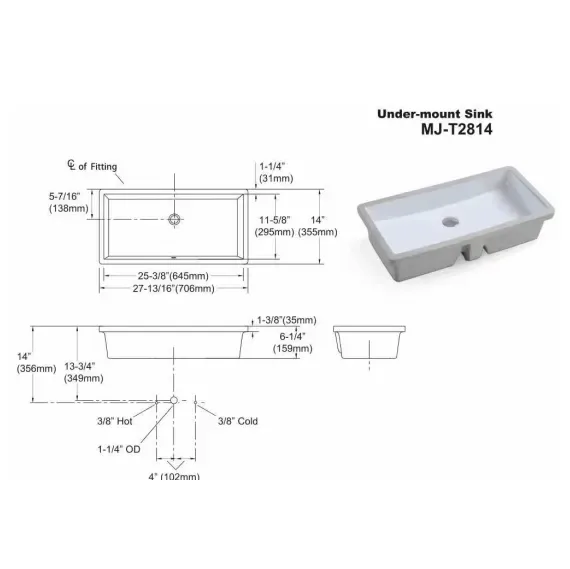 Under-mount Sink
MJ-T2814
℄ of Fitting
1-1/4"
(31mm)
5-7/16"
(138mm)
11-5/8"
(295mm)
14"
(355mm)
25-3/8"(645mm)
27-13/16"(706mm)
1-3/8"(35mm)
6-1/4"
(159mm)
14"
(356mm)
13-3/4"
(349mm)
3/8" Hot
3/8" Cold
1-1/4" OD
4" (102mm)